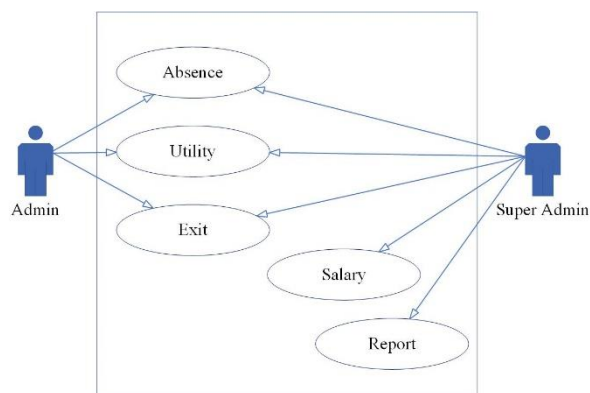 Absence
Utility
Admin
Super Admin
Exit
Salary
Report